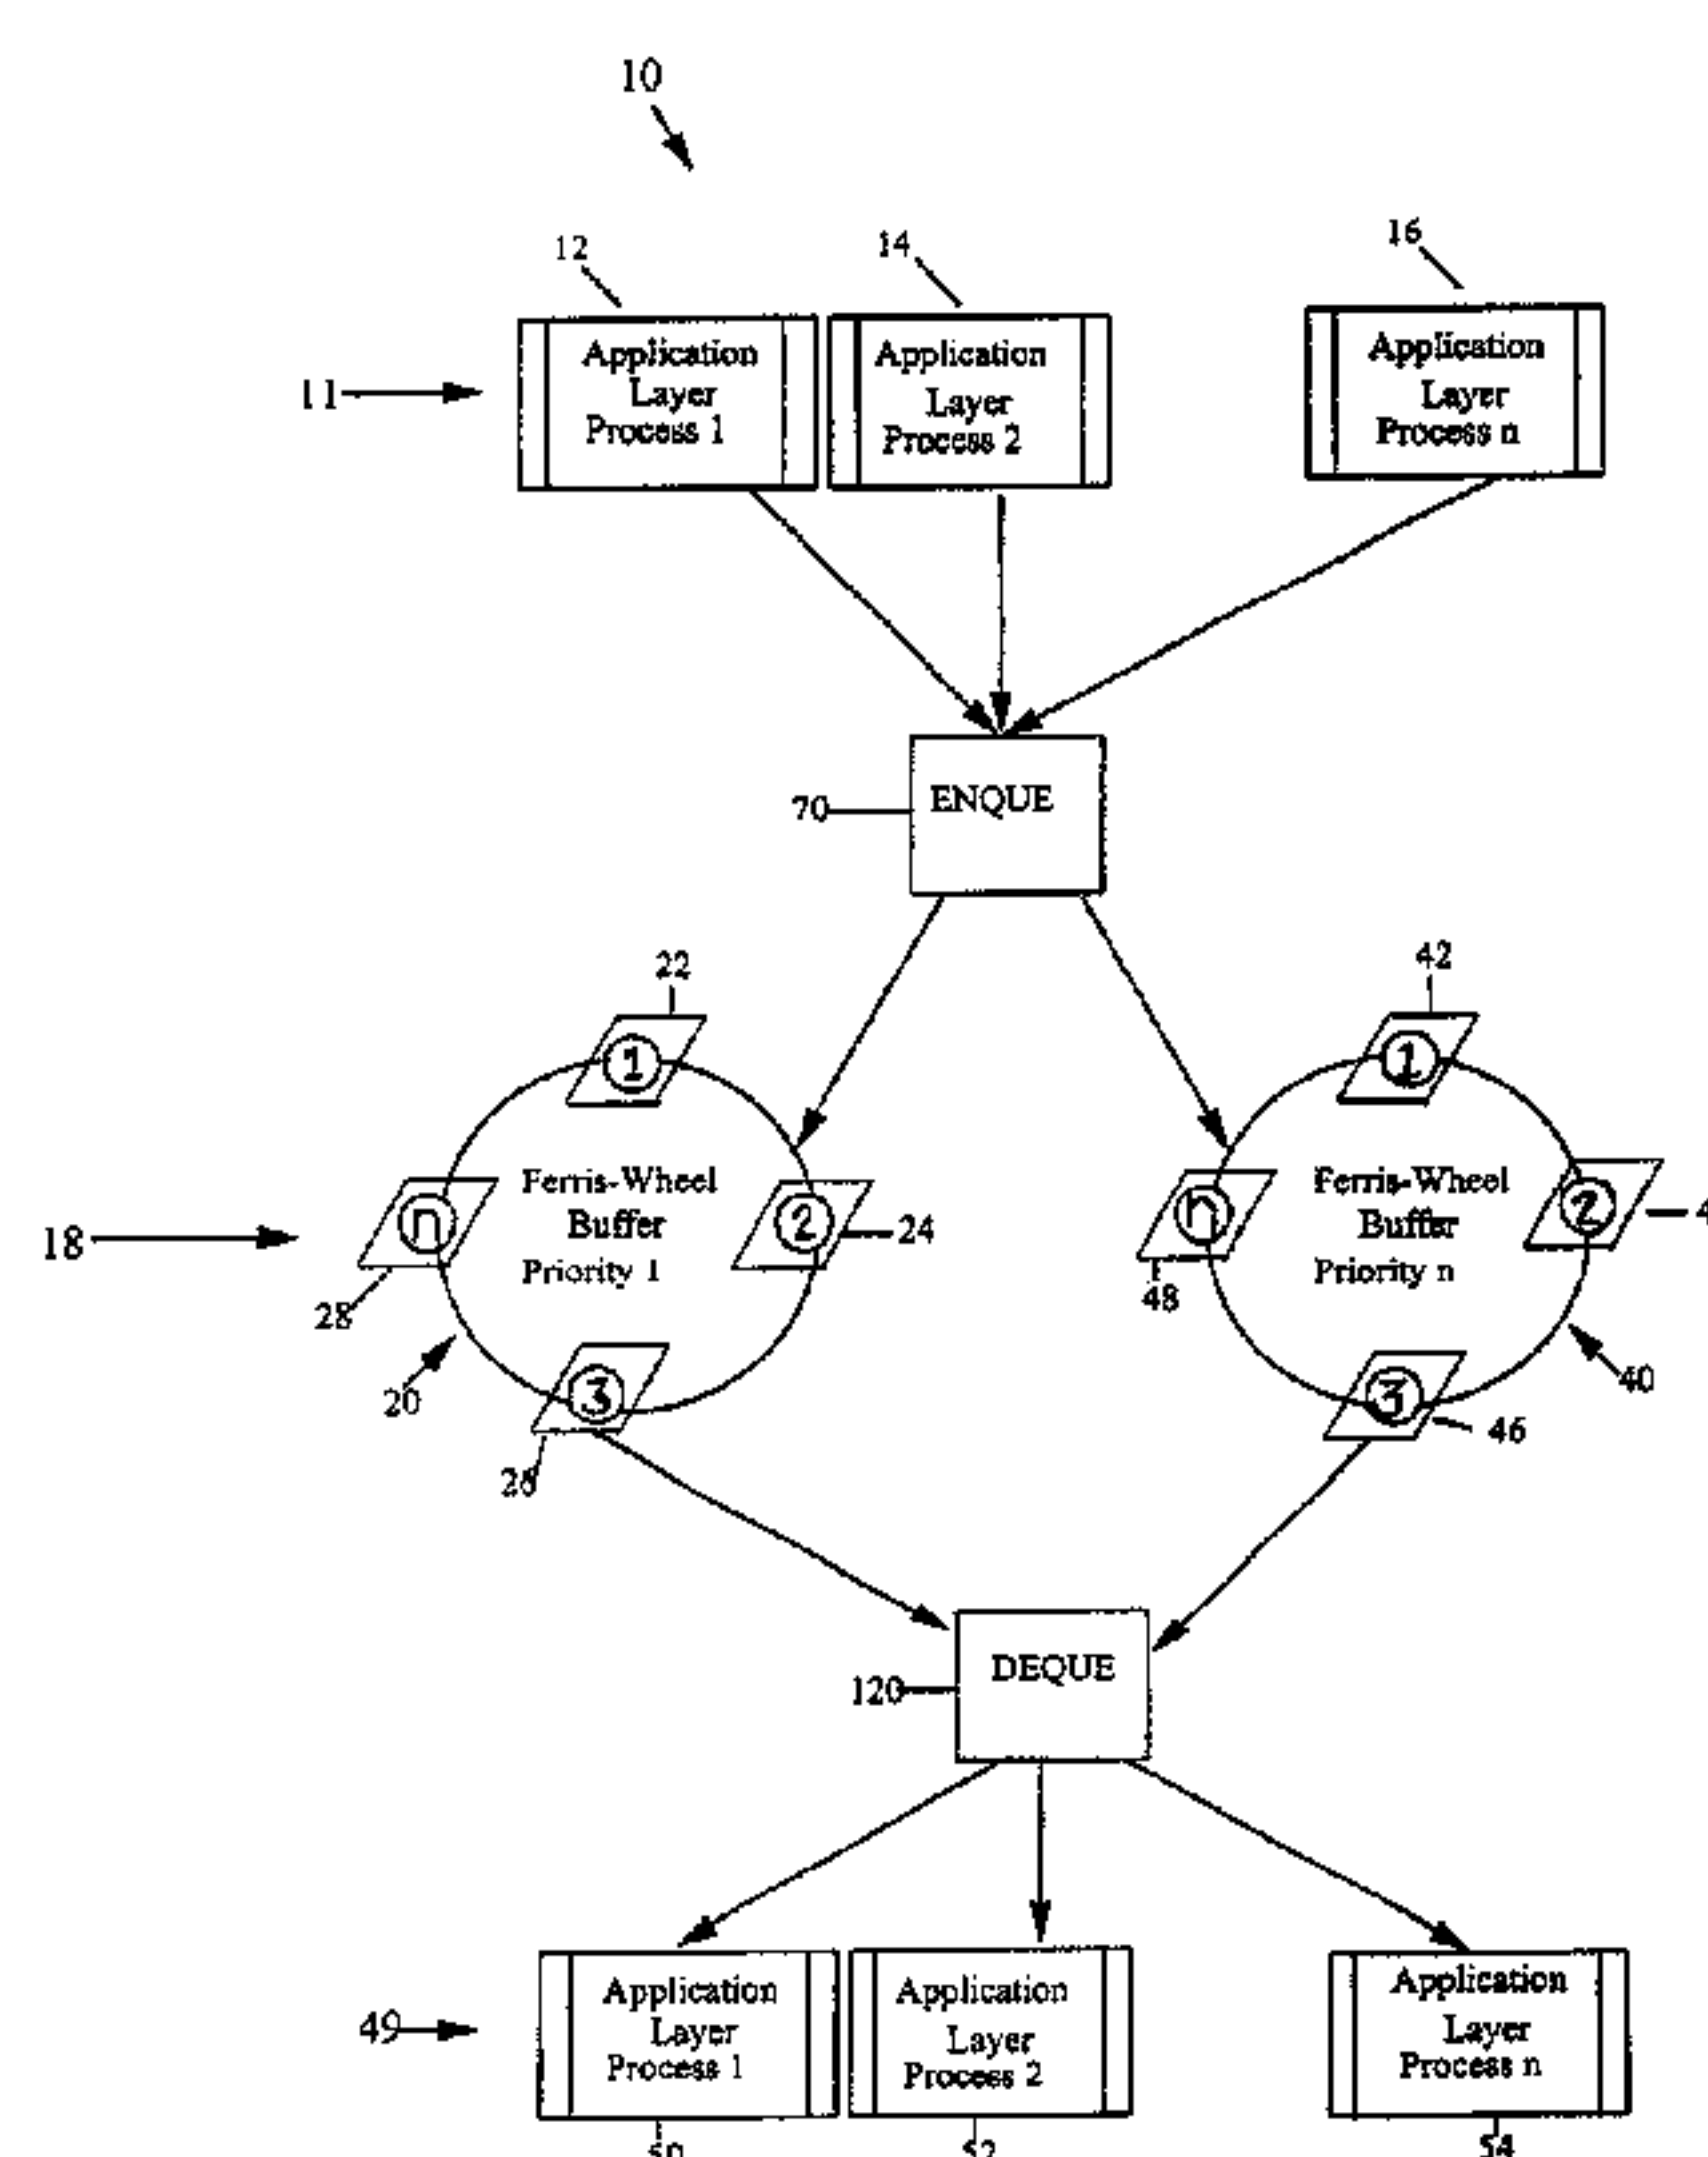 10
12
14
16
11
Application
Layer
Process 1
Application
Layer
Process 2
Application
Layer
Process n
70
ENQUE
22
42
1
1
Ferris-Wheel
Buffer
Priority 1
n
2
24
18
28
20
3
26
Ferris-Wheel
Buffer
Priority n
n
2
4
48
40
3
46
120
DEQUE
49
Application
Layer
Process 1
Application
Layer
Process 2
Application
Layer
Process n
50
52
54